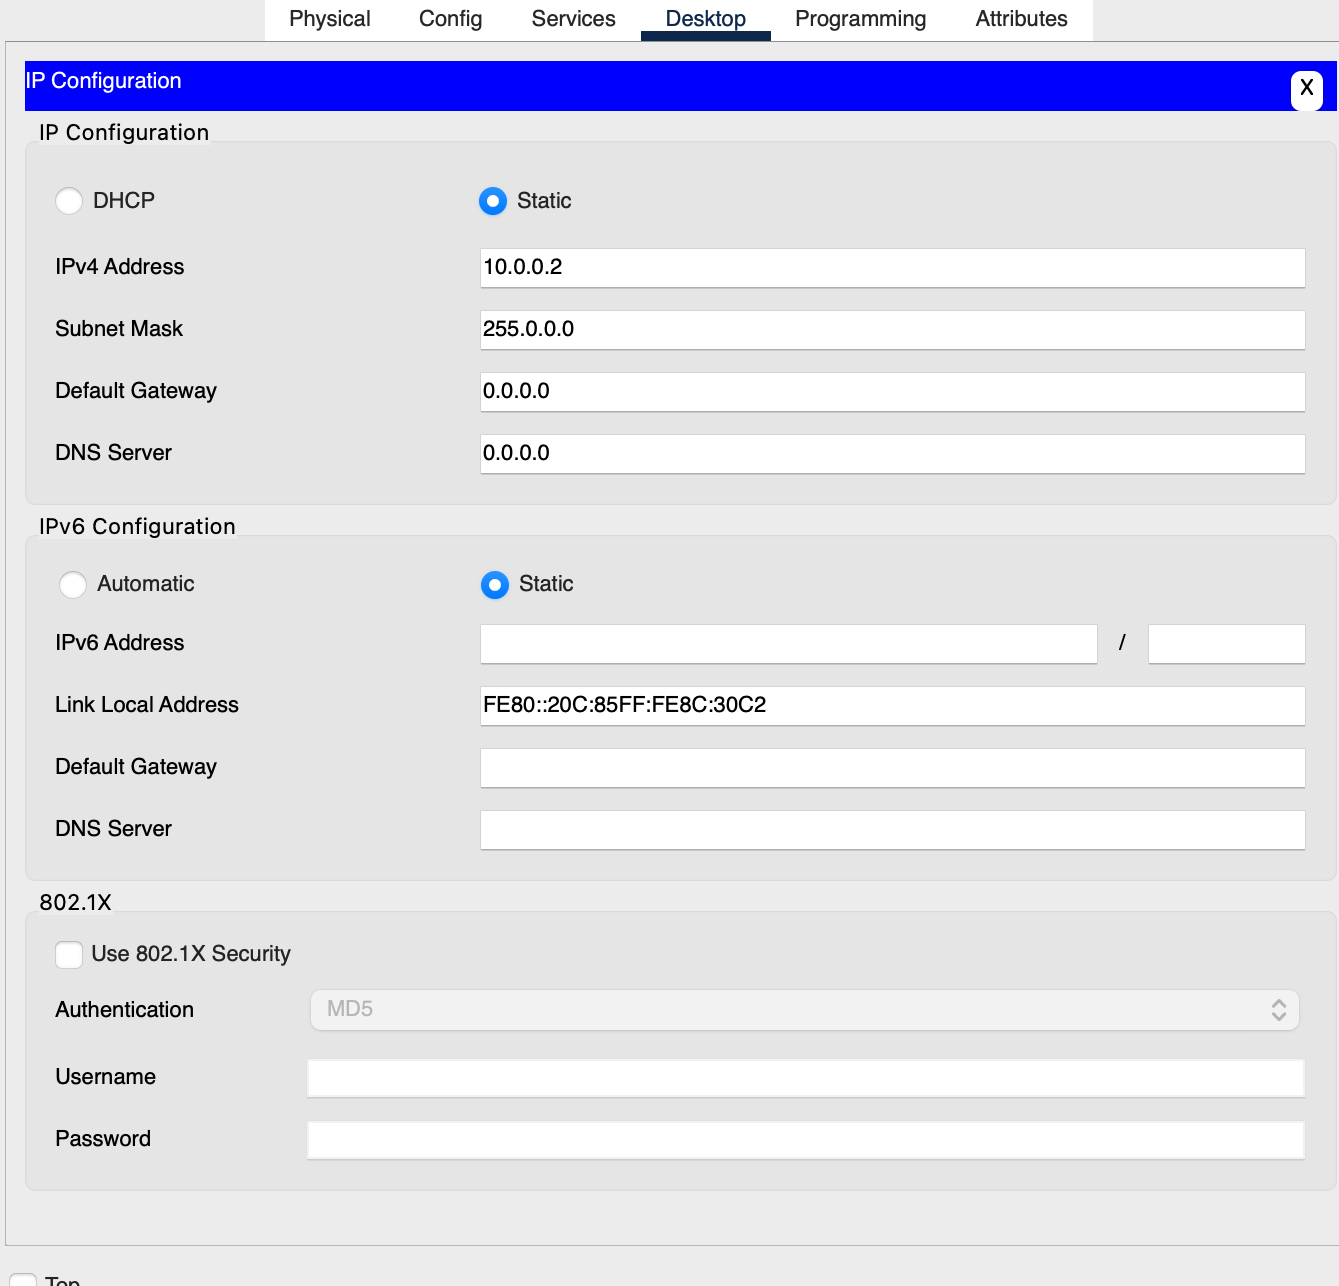 Physical Config Services Desktop Programming Attributes
IP Configuration
X
IP Configuration
DHCP Static
IPv4 Address 10.0.0.2
Subnet Mask 255.0.0.0
Default Gateway 0.0.0.0
DNS Server 0.0.0.0
IPv6 Configuration
Automatic Static
IPv6 Address /
Link Local Address FE80::20C:85FF:FE8C:30C2
Default Gateway
DNS Server
802.1X
Use 802.1X Security
Authentication MD5
Username
Password
Top